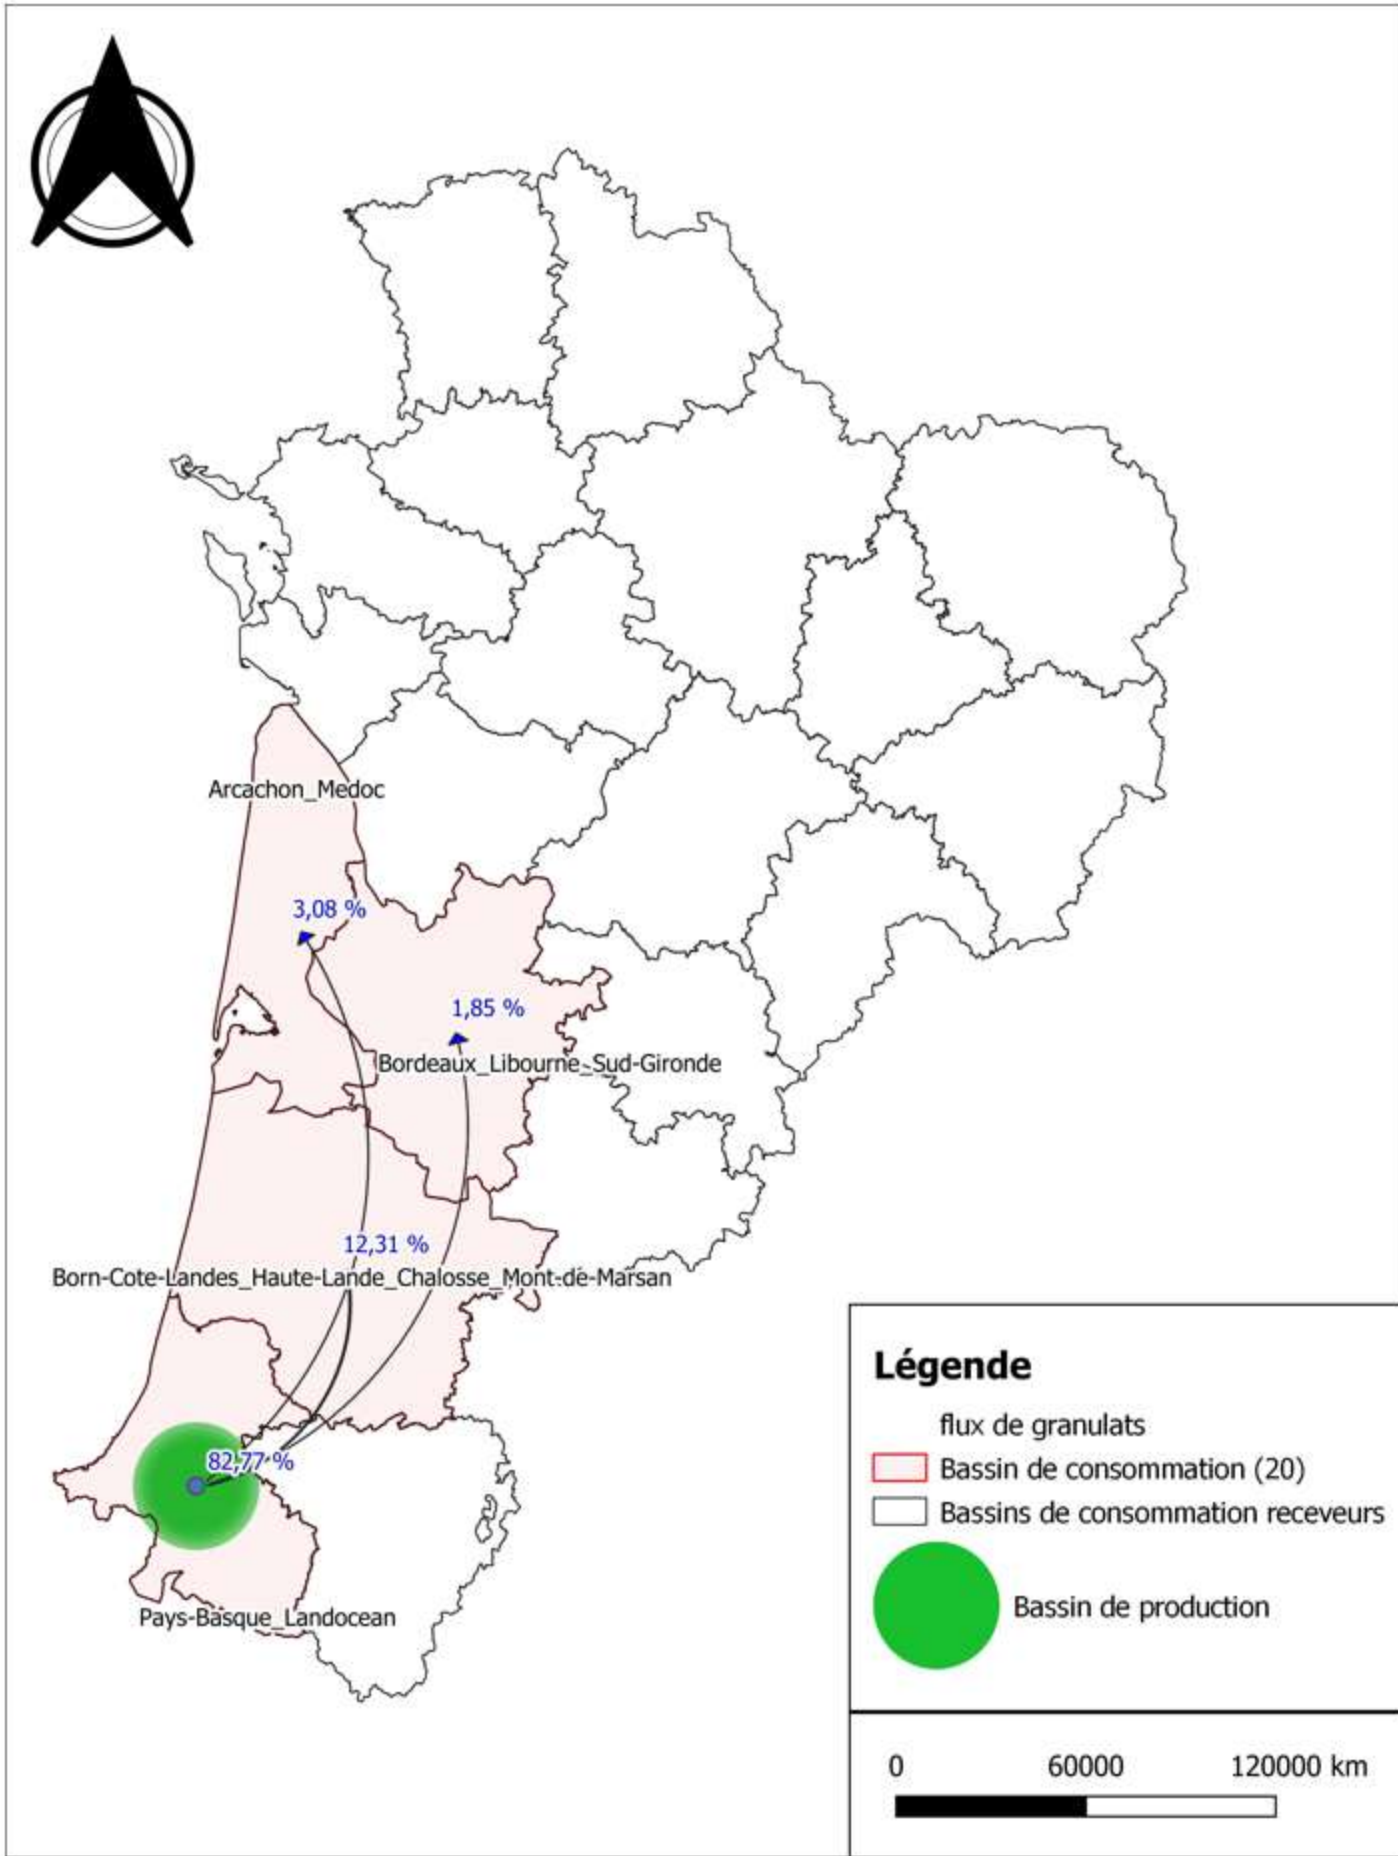 Arcachon_Medoc
3,08 %
1,85 %
Bordeaux_Libourne_Sud-Gironde
12,31 %
Born-Cote-Landes_Haute-Lande_Chalosse_Mont-de-Marsan
82,77 %
Pays-Basque_Landocean
Légende
flux de granulats
Bassin de consommation (20)
Bassins de consommation receveurs
Bassin de production
0 60000 120000 km